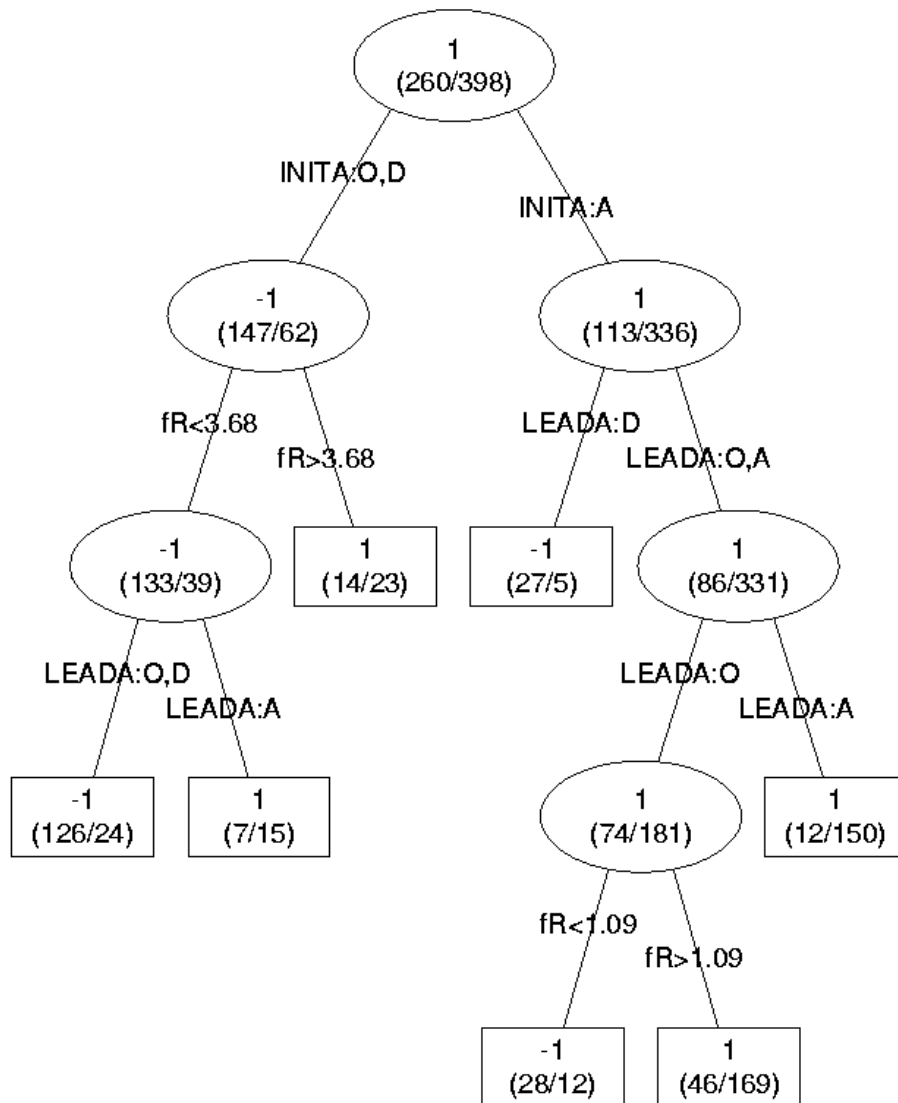 1
(260/398)
INITA:O,D
INITA:A
-1
(147/62)
1
(113/336)
fR<3.68
fR>3.68
LEADA:D
LEADA:O,A
-1
(133/39)
1
(14/23)
-1
(27/5)
1
(86/331)
LEADA:O,D
LEADA:A
LEADA:O
LEADA:A
-1
(126/24)
1
(7/15)
1
(74/181)
1
(12/150)
fR<1.09
fR>1.09
-1
(28/12)
1
(46/169)